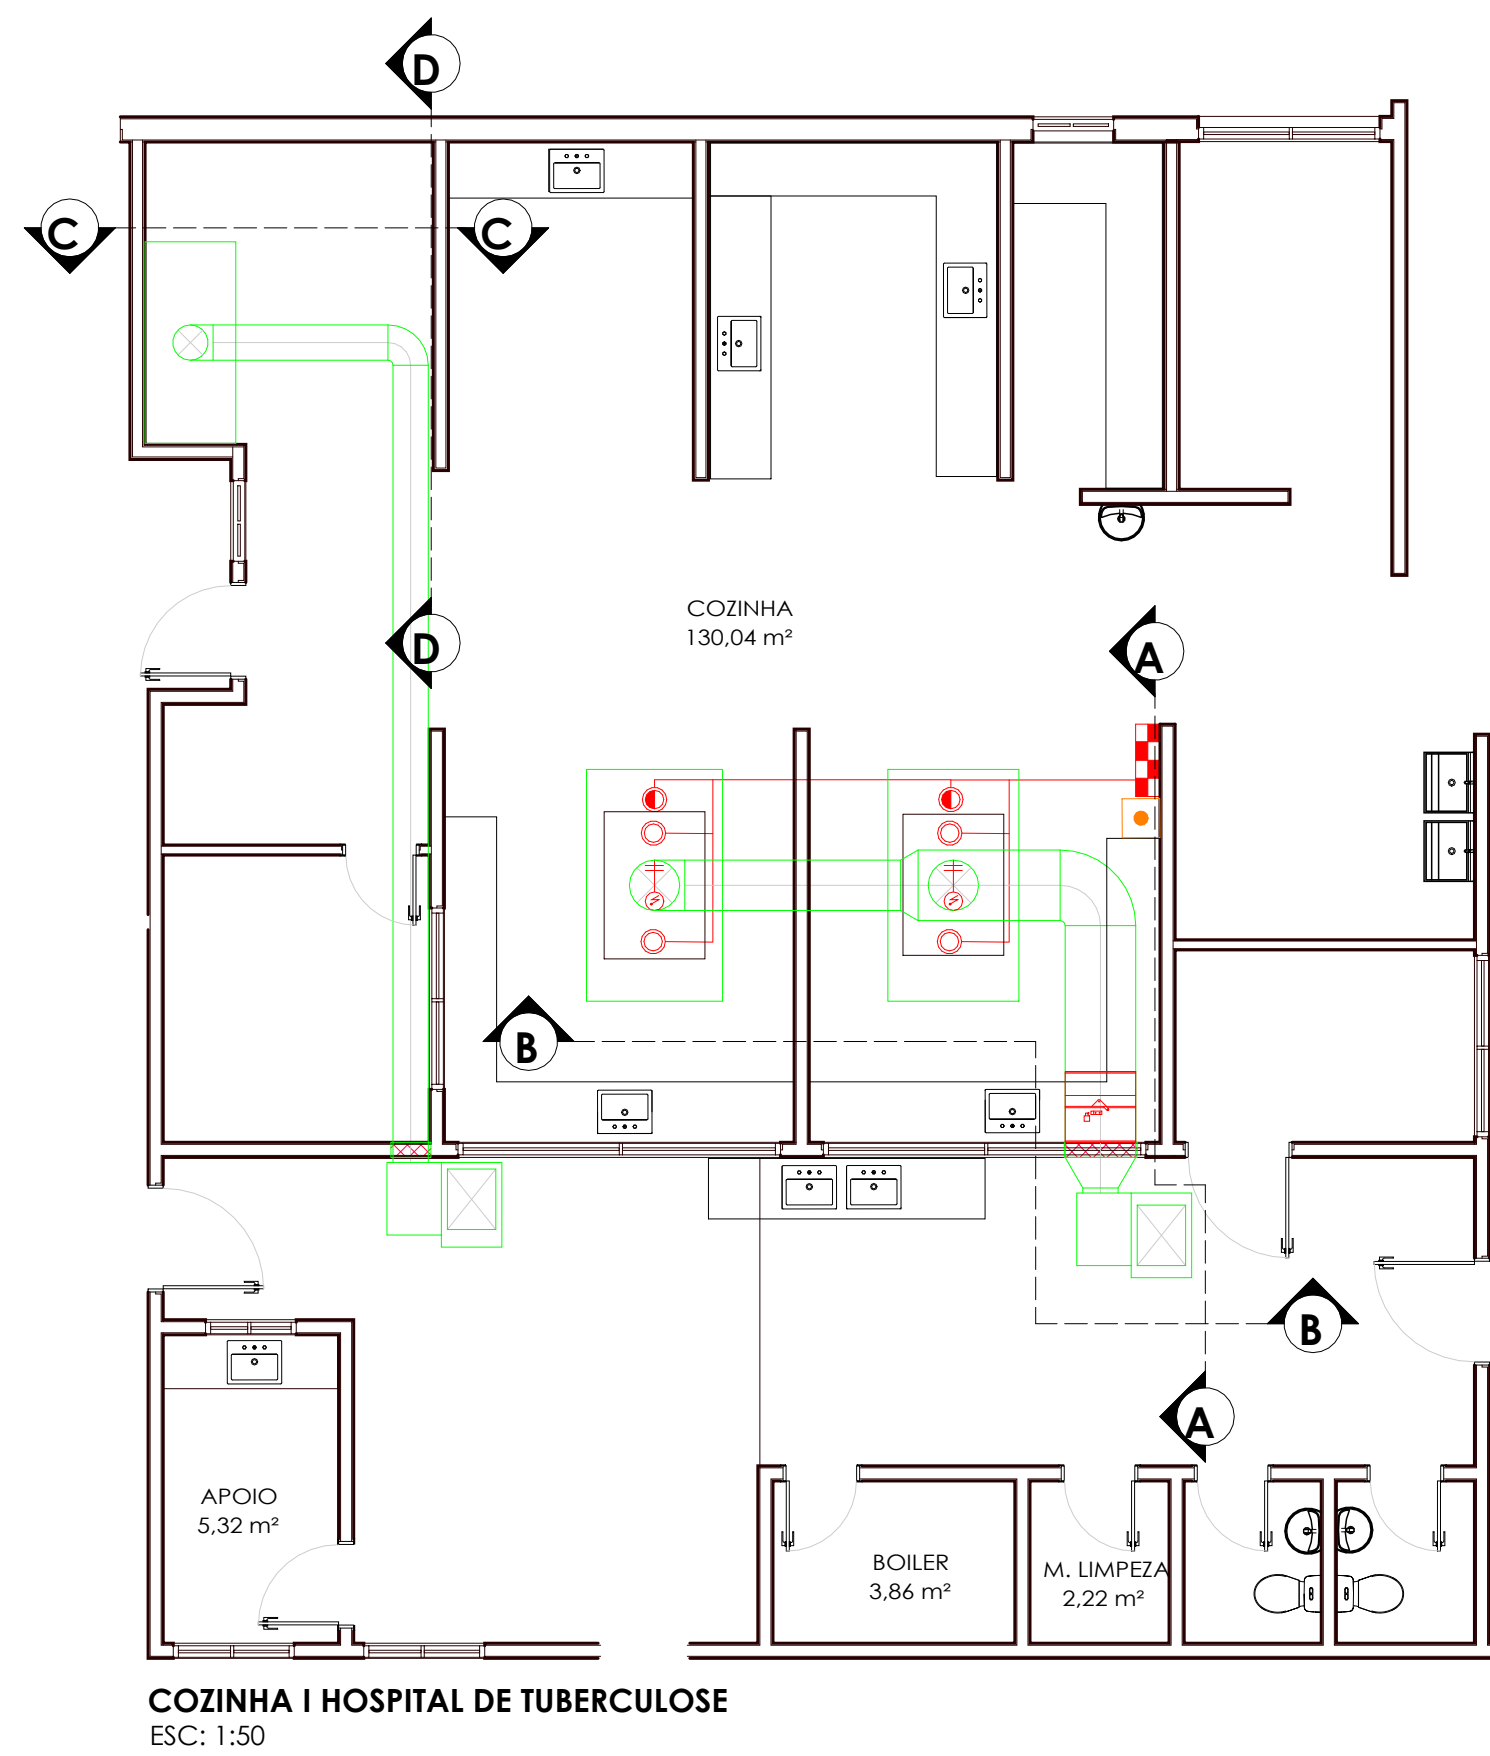 D
C
C
COZINHA
130,04 m²
D
A
B
B
A
APOIO
5,32 m²
BOILER
3,86 m²
M. LIMPEZA
2,22 m²
COZINHA I HOSPITAL DE TUBERCULOSE
ESC: 1:50